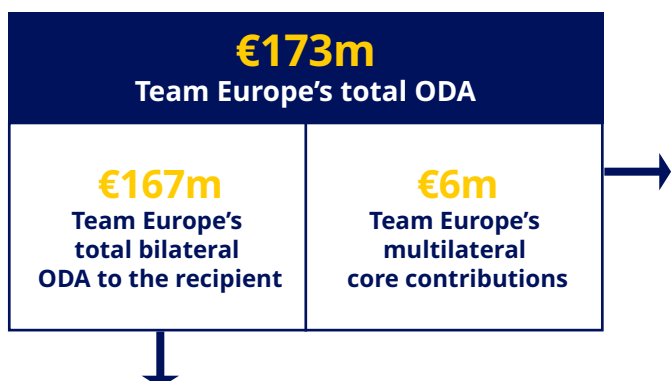 €173m
Team Europe’s total ODA
€167m
Team Europe’s
total bilateral
ODA to the recipient
€6m
Team Europe’s
multilateral
core contributions